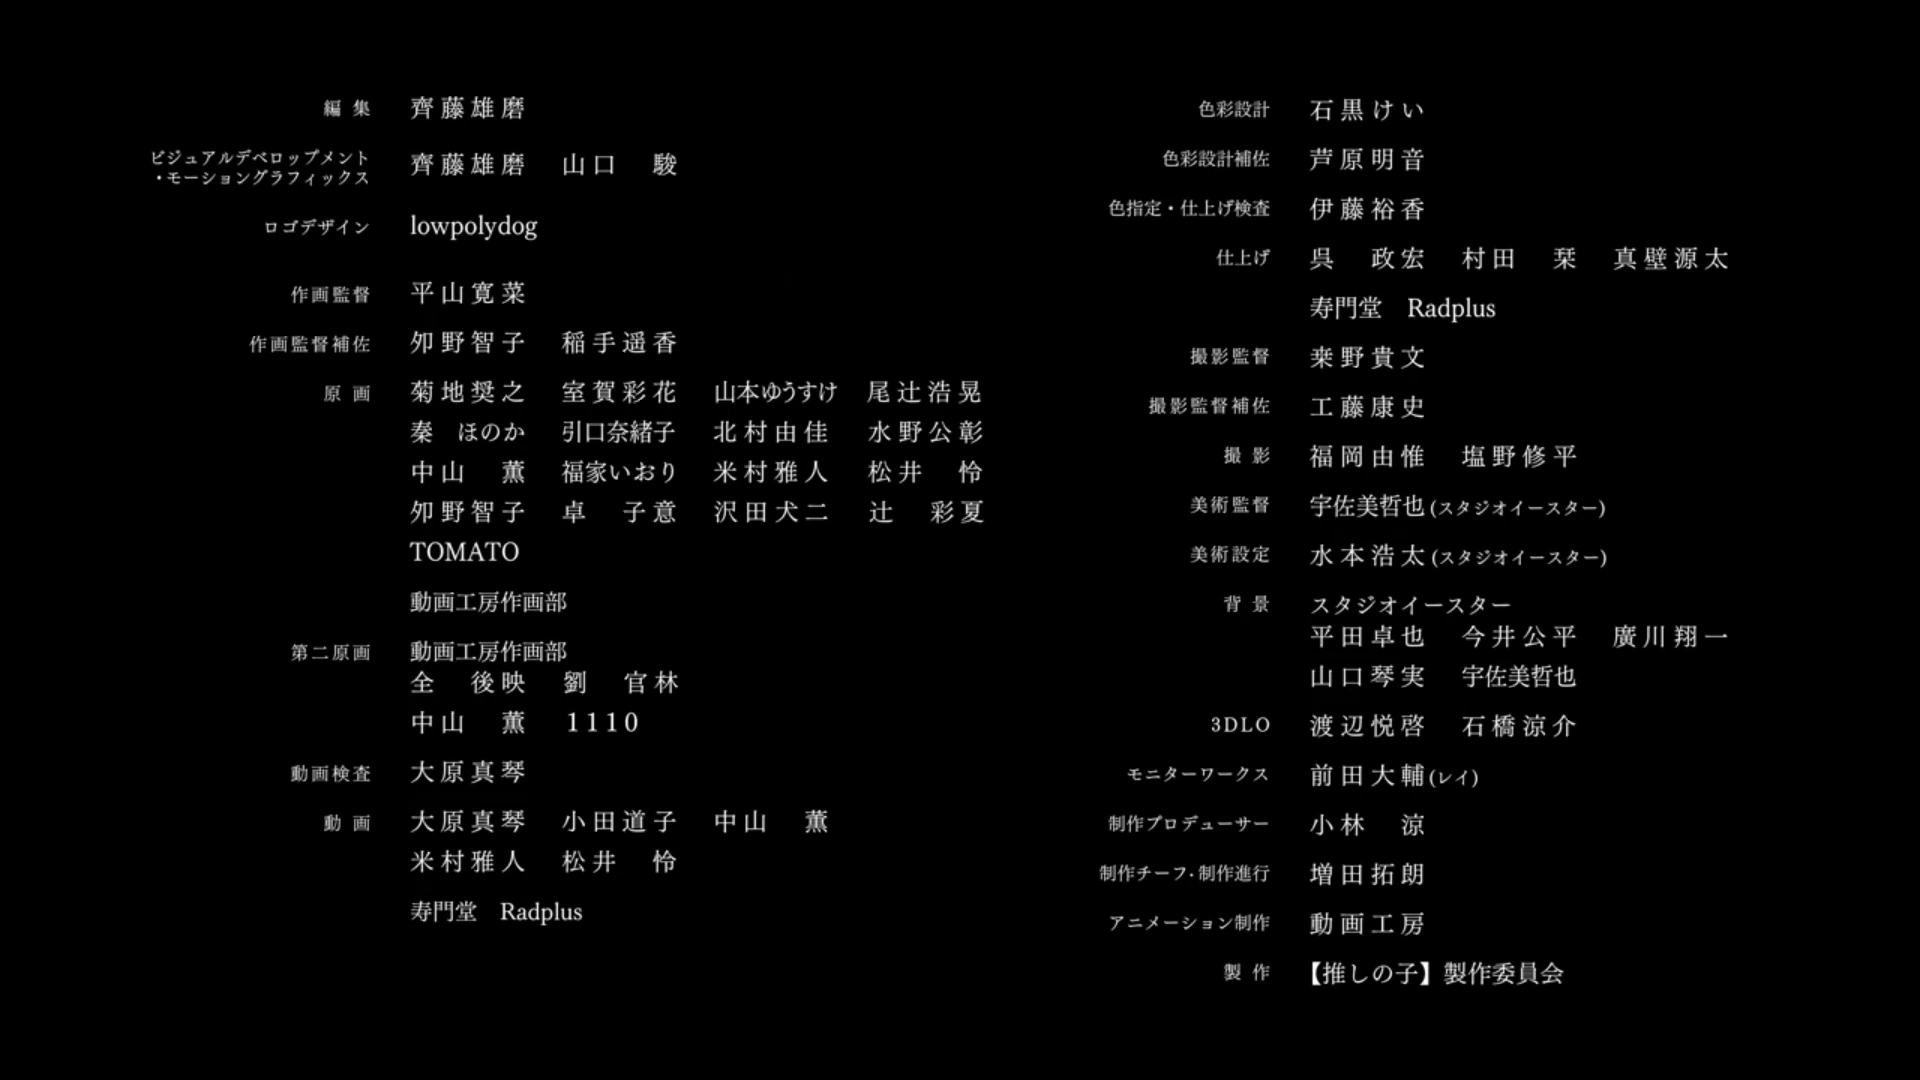 編集 齊藤雄磨
ビジュアルデベロップメント
・モーショングラフィックス 齊藤雄磨 山口 駿
ロゴデザイン lowpolydog
作画監督 平山寛菜
作画監督補佐 夘野智子 稲手遥香
原画 菊地奨之 室賀彩花 山本ゆうすけ 尾辻浩晃
秦 ほのか 引口奈緒子 北村由佳 水野公彰
中山 薫 福家いおり 米村雅人 松井 怜
夘野智子 卓 子意 沢田犬二 辻 彩夏
TOMATO
動画工房作画部
第二原画 動画工房作画部
全 後映 劉 官林
中山 薫 1110
動画検査 大原真琴
動画 大原真琴 小田道子 中山 薫
米村雅人 松井 怜
寿門堂 Radplus
色彩設計 石黒けい
色彩設計補佐 芦原明音
色指定・仕上げ検査 伊藤裕香
仕上げ 呉 政宏 村田 栞 真壁源太
寿門堂 Radplus
撮影監督 桒野貴文
撮影監督補佐 工藤康史
撮影 福岡由惟 塩野修平
美術監督 宇佐美哲也(スタジオイースター)
美術設定 水本浩太(スタジオイースター)
背景 スタジオイースター
平田卓也 今井公平 廣川翔一
山口琴実 宇佐美哲也
3DLO 渡辺悦啓 石橋涼介
モニターワークス 前田大輔(レイ)
制作プロデューサー 小林 涼
制作チーフ・制作進行 増田拓朗
アニメーション制作 動画工房
製作 【推しの子】製作委員会